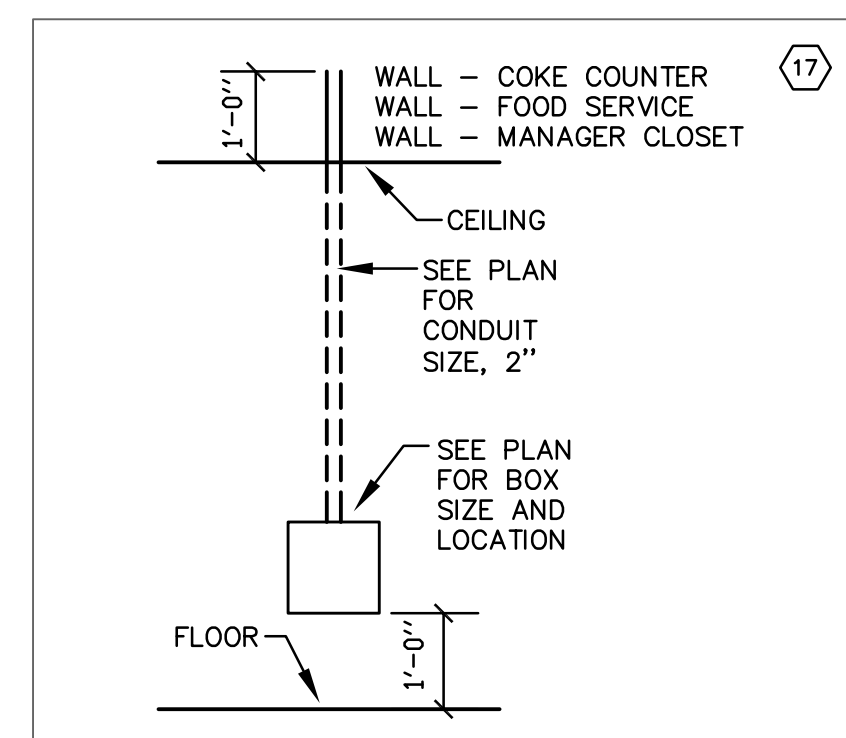 WALL – COKE COUNTER
WALL – FOOD SERVICE
WALL – MANAGER CLOSET
17
1'-0"
CEILING
SEE PLAN
FOR
CONDUIT
SIZE, 2"
SEE PLAN
FOR BOX
SIZE AND
LOCATION
FLOOR
1'-0"